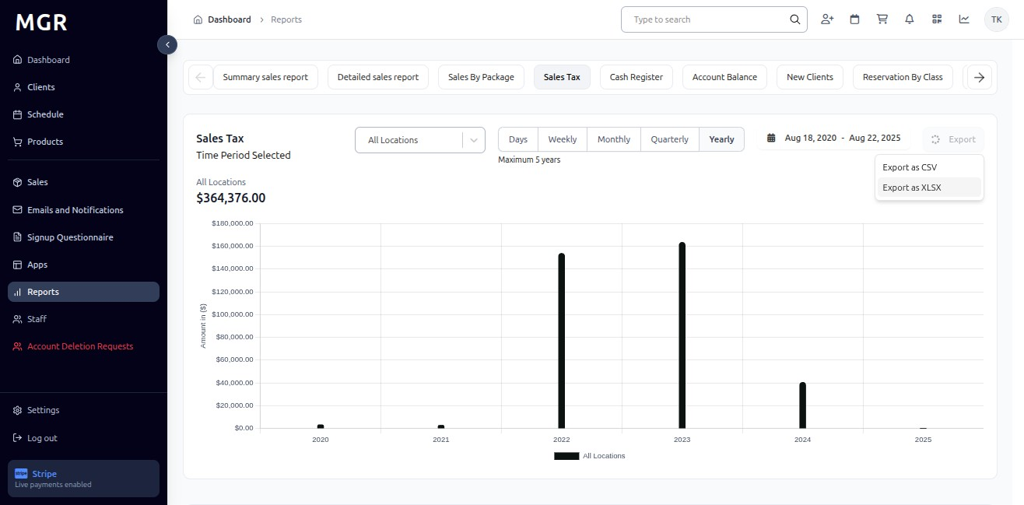 MGR
Dashboard
Clients
Schedule
Products
Sales
Emails and Notifications
Signup Questionnaire
Apps
Reports
Staff
Account Deletion Requests
Settings
Log out
stripe Stripe
Live payments enabled
Dashboard > Reports
Type to search
TK
Summary sales report
Detailed sales report
Sales By Package
Sales Tax
Cash Register
Account Balance
New Clients
Reservation By Class
Sales Tax
Time Period Selected
All Locations
Days Weekly Monthly Quarterly Yearly
Maximum 5 years
Aug 18, 2020 - Aug 22, 2025
Export
Export as CSV
Export as XLSX
All Locations
$364,376.00
Amount in ($)
$180,000.00
$160,000.00
$140,000.00
$120,000.00
$100,000.00
$80,000.00
$60,000.00
$40,000.00
$20,000.00
$0.00
2020 2021 2022 2023 2024 2025
All Locations